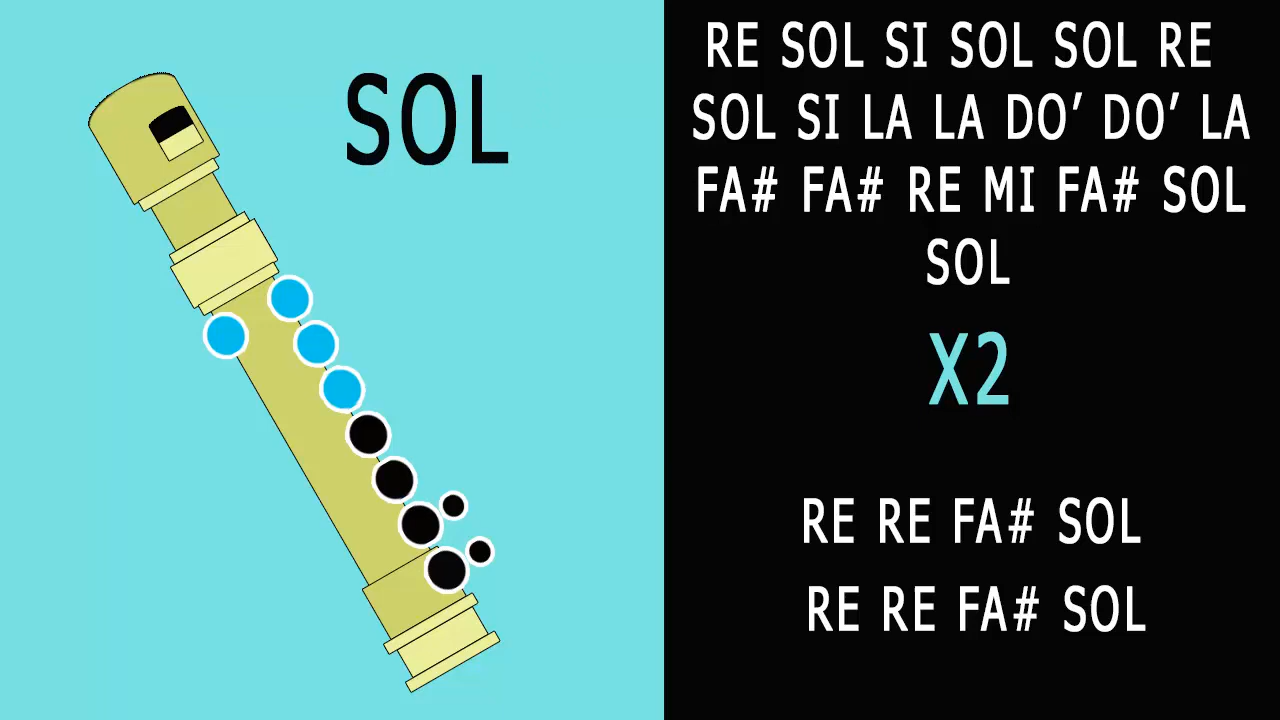 SOL
RE SOL SI SOL SOL RE
SOL SI LA LA DO’ DO’ LA
FA# FA# RE MI FA# SOL
SOL
X2
RE RE FA# SOL
RE RE FA# SOL